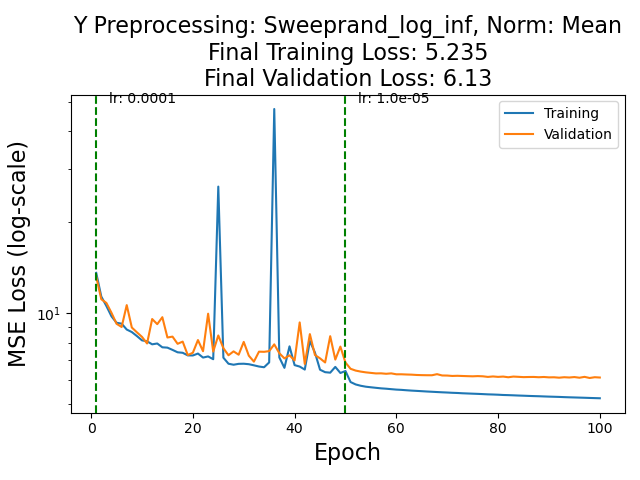 Y Preprocessing: Sweeprand_log_inf, Norm: Mean
Final Training Loss: 5.235
Final Validation Loss: 6.13
lr: 0.0001
lr: 1.0e-05
Training
Validation
MSE Loss (log-scale)
10¹
0 20 40 60 80 100
Epoch